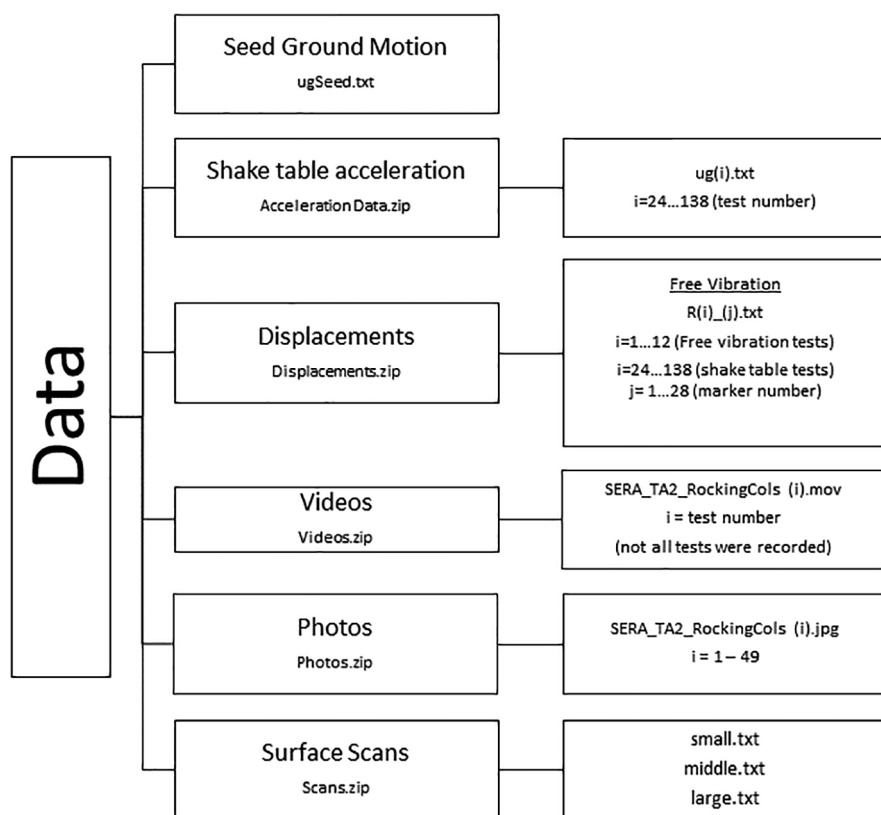 Data
Seed Ground Motion
ugSeed.txt
Shake table acceleration
AccelerationData.zip
ug(i).txt
i=24...138 (test number)
Displacements
Displacements.zip
Free Vibration
R(i)_(j).txt
i=1...12 (Free vibration tests)
i=24...138 (shake table tests)
j= 1...28 (marker number)
Videos
Videos.zip
SERA_TA2_RockingCols (i).mov
i = test number
(not all tests were recorded)
Photos
Photos.zip
SERA_TA2_RockingCols (i).jpg
i = 1 – 49
Surface Scans
Scans.zip
small.txt
middle.txt
large.txt